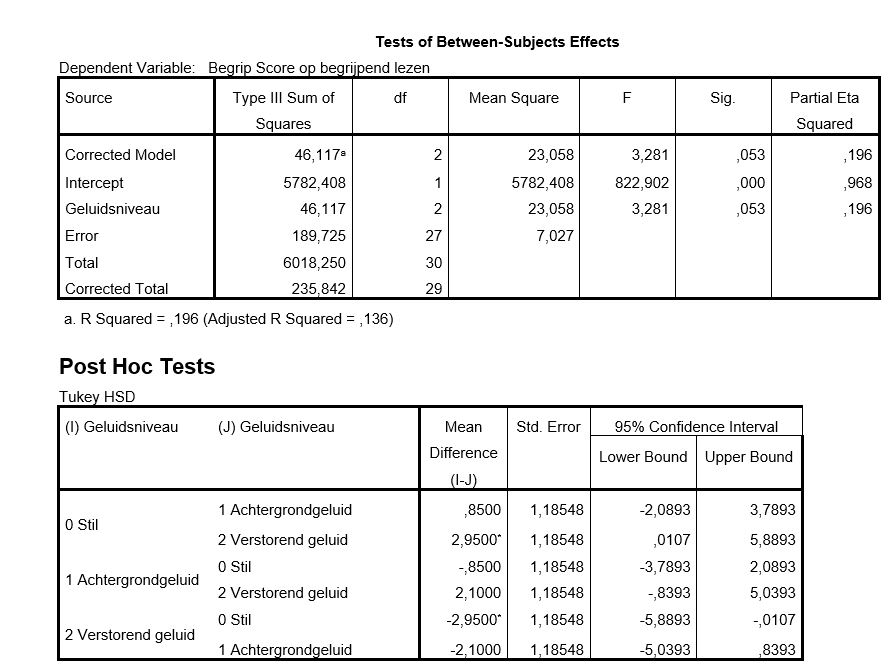 Tests of Between-Subjects Effects
Dependent Variable: Begrip Score op begrijpend lezen
Source Type III Sum of Squares df Mean Square F Sig. Partial Eta Squared
Corrected Model 46,117ᵃ 2 23,058 3,281 ,053 ,196
Intercept 5782,408 1 5782,408 822,902 ,000 ,968
Geluidsniveau 46,117 2 23,058 3,281 ,053 ,196
Error 189,725 27 7,027
Total 6018,250 30
Corrected Total 235,842 29
a. R Squared = ,196 (Adjusted R Squared = ,136)
Post Hoc Tests
Tukey HSD
(I) Geluidsniveau (J) Geluidsniveau Mean Difference (I-J) Std. Error 95% Confidence Interval
Lower Bound Upper Bound
0 Stil 1 Achtergrondgeluid ,8500 1,18548 -2,0893 3,7893
2 Verstorend geluid 2,9500* 1,18548 ,0107 5,8893
1 Achtergrondgeluid 0 Stil -,8500 1,18548 -3,7893 2,0893
2 Verstorend geluid 2,1000 1,18548 -,8393 5,0393
2 Verstorend geluid 0 Stil -2,9500* 1,18548 -5,8893 -,0107
1 Achtergrondgeluid -2,1000 1,18548 -5,0393 ,8393